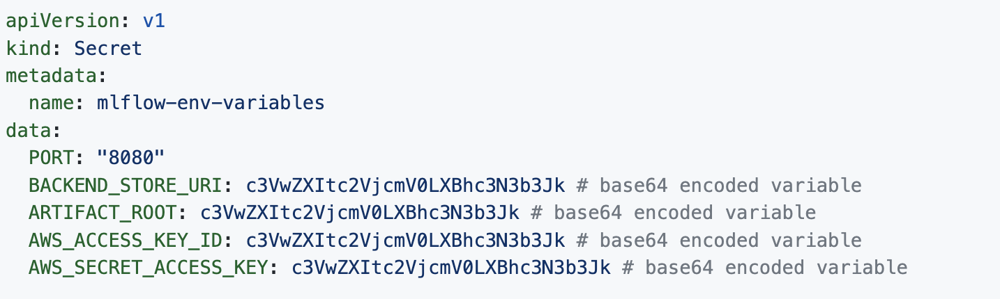 apiVersion: v1
kind: Secret
metadata:
  name: mlflow-env-variables
data:
  PORT: "8080"
  BACKEND_STORE_URI: c3VwZXItc2VjcmV0LXBhc3N3b3Jk # base64 encoded variable
  ARTIFACT_ROOT: c3VwZXItc2VjcmV0LXBhc3N3b3Jk # base64 encoded variable
  AWS_ACCESS_KEY_ID: c3VwZXItc2VjcmV0LXBhc3N3b3Jk # base64 encoded variable
  AWS_SECRET_ACCESS_KEY: c3VwZXItc2VjcmV0LXBhc3N3b3Jk # base64 encoded variable